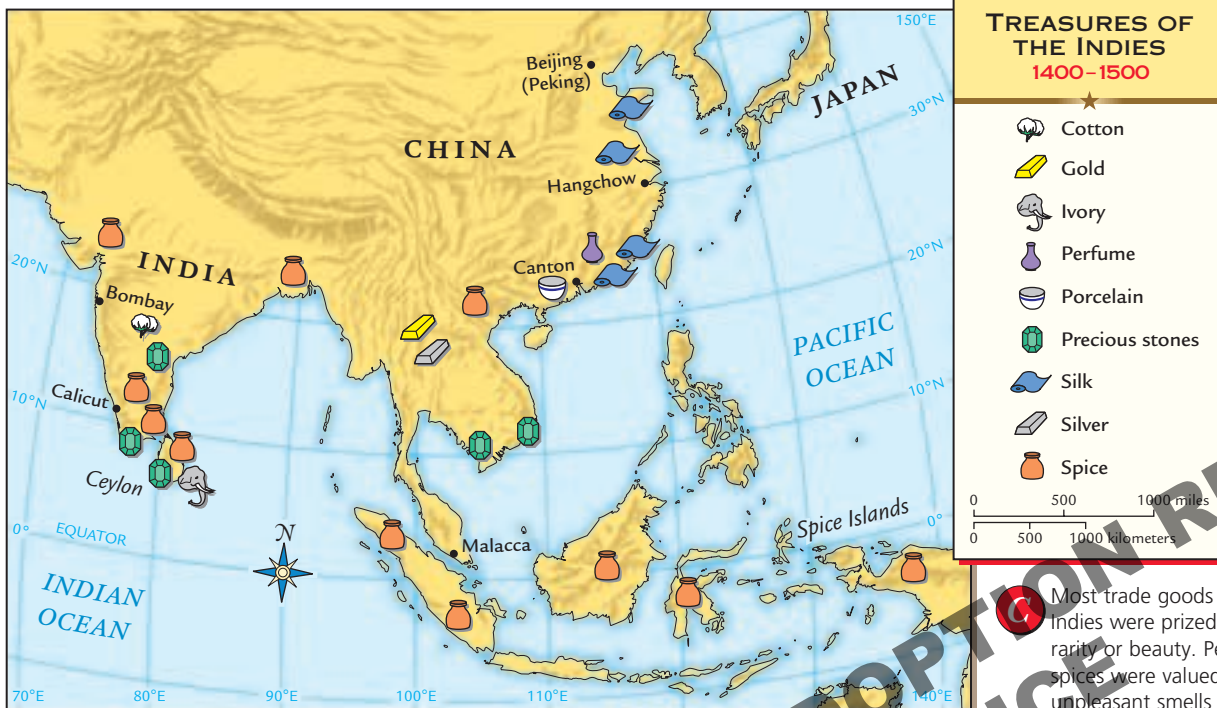 TREASURES OF
THE INDIES
1400–1500
Cotton
Gold
Ivory
Perfume
Porcelain
Precious stones
Silk
Silver
Spice
0 500 1000 miles
0 500 1000 kilometers
150°E
Beijing
(Peking)
JAPAN
30°N
CHINA
Hangchow
20°N
INDIA
20°N
Canton
Bombay
PACIFIC
OCEAN
10°N
Calicut
10°N
Ceylon
Spice Islands
0°
0°
EQUATOR
N
Malacca
INDIAN
OCEAN
70°E
80°E
90°E
100°E
110°E
140°E
C
Most trade goods
Indies were prized
rarity or beauty. Pe
spices were valued
unpleasant smells
OPTION RE